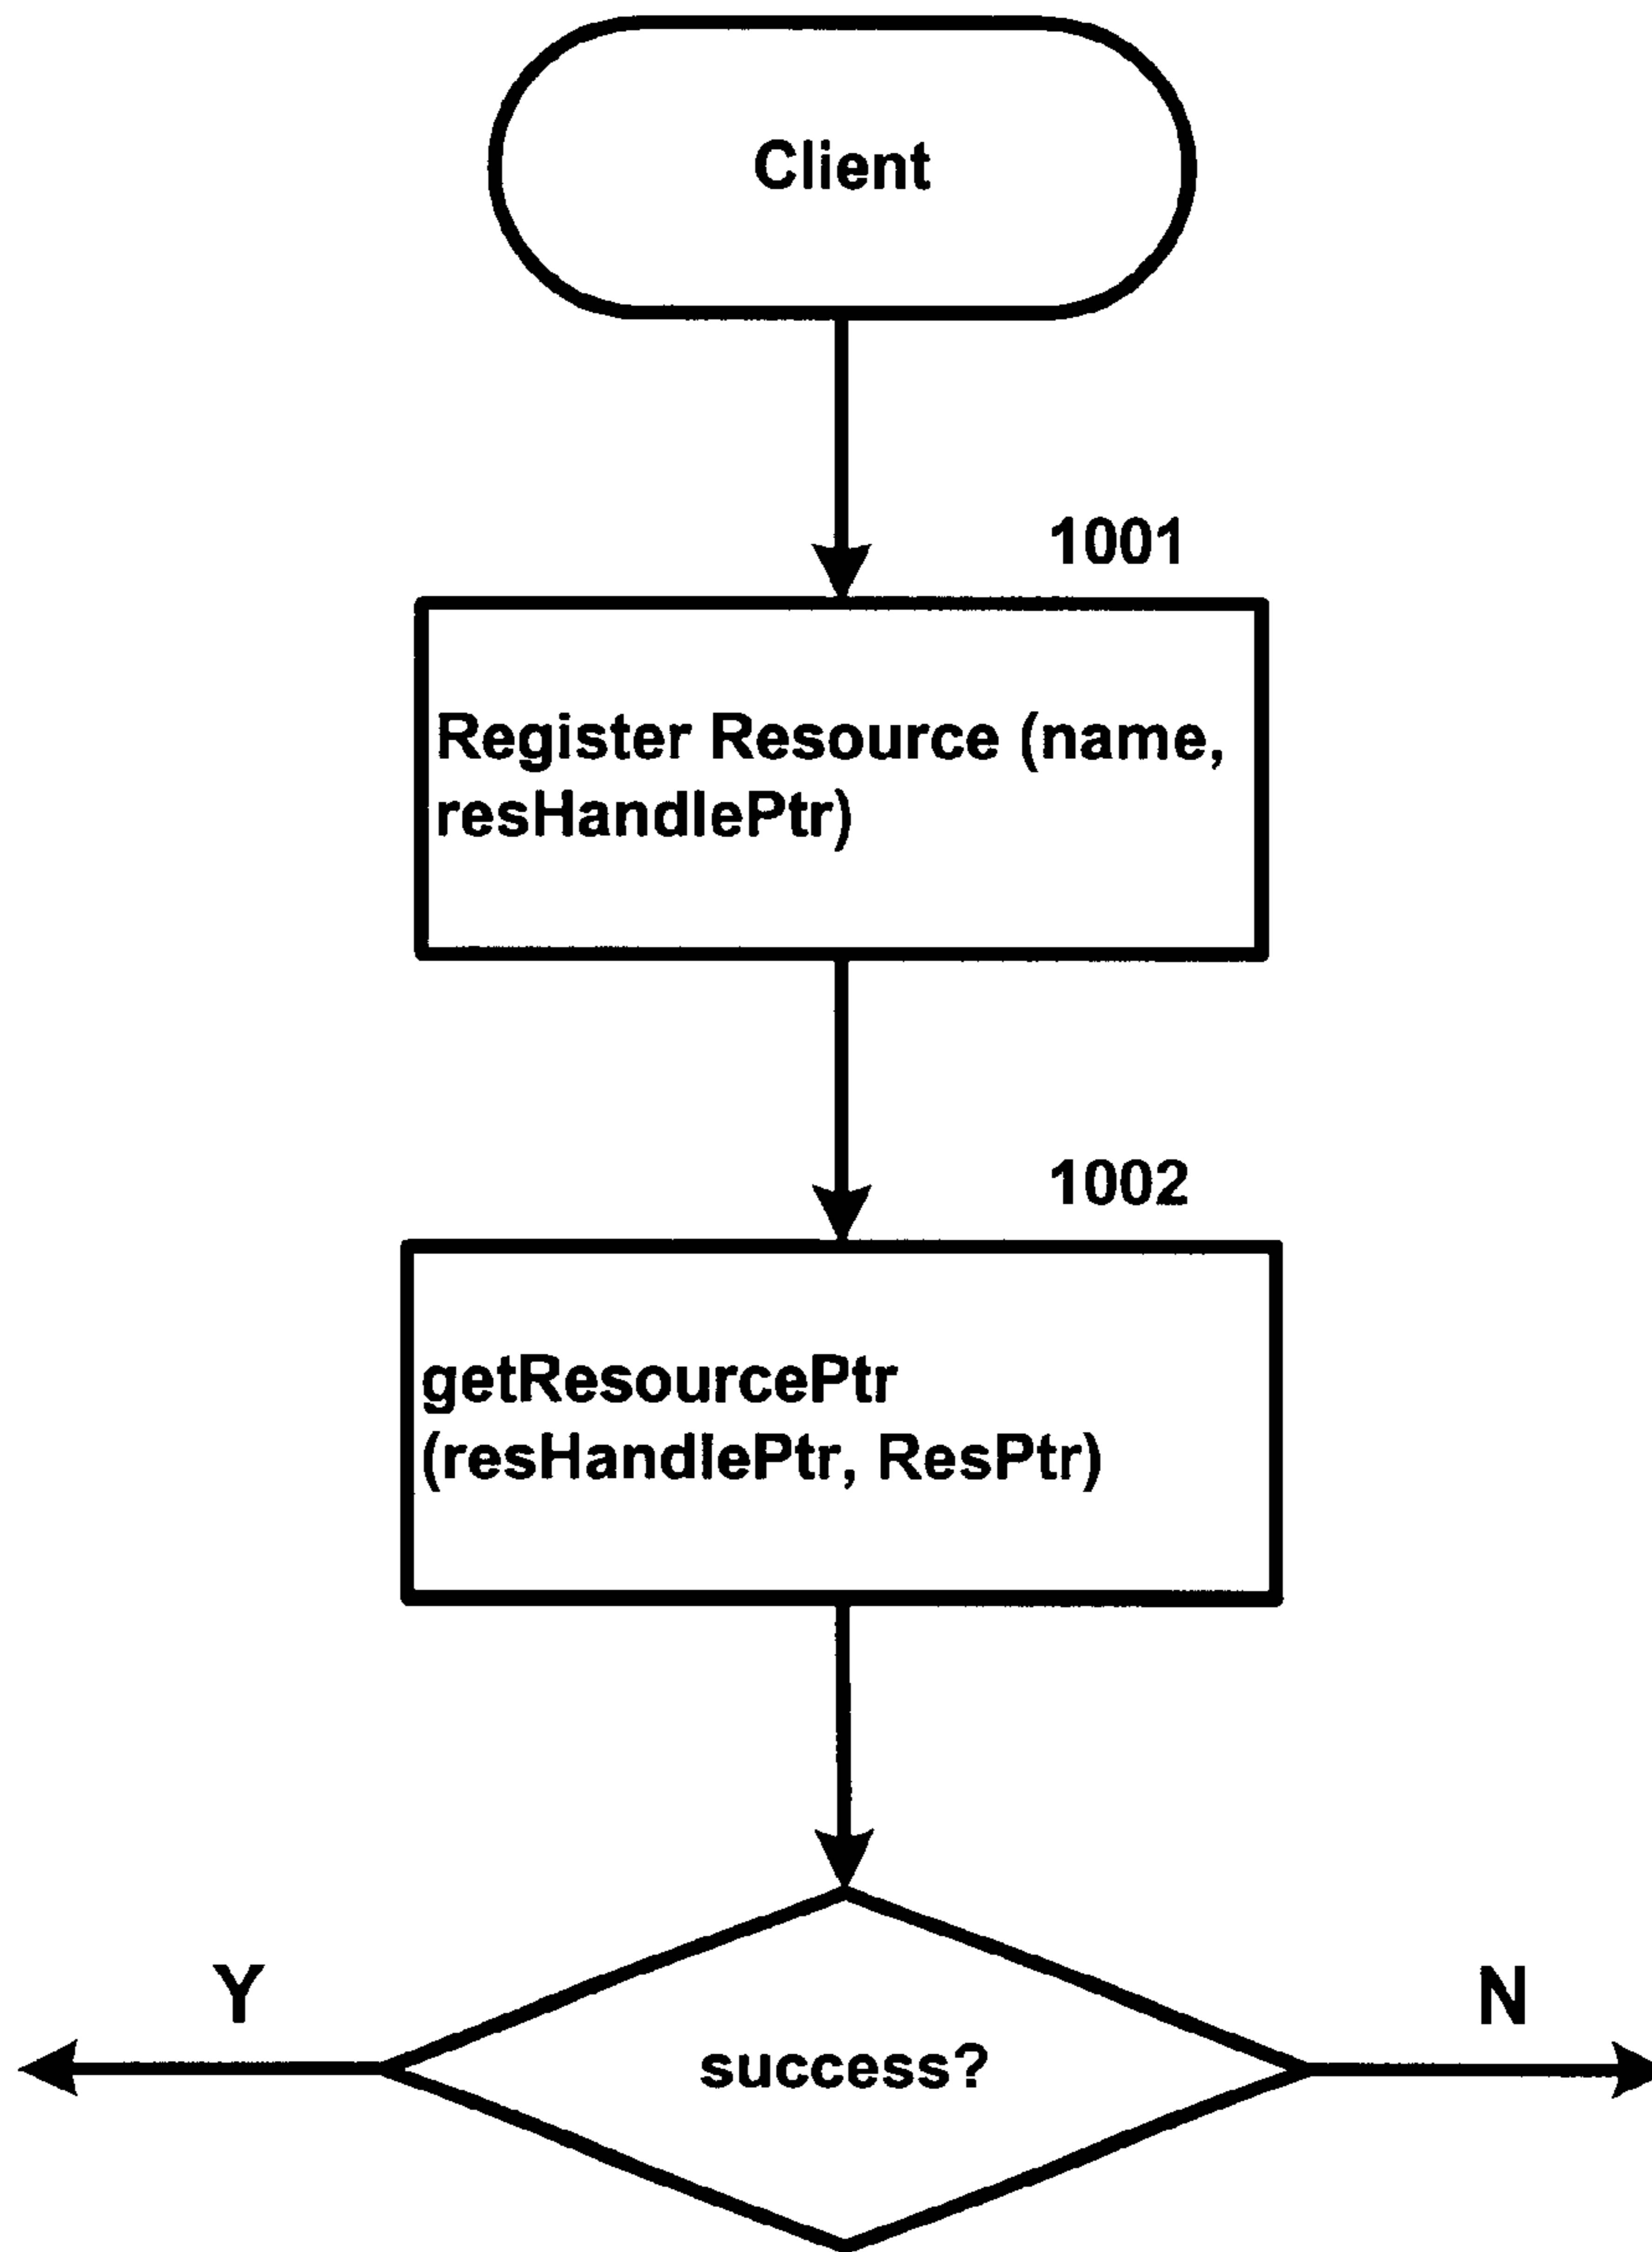 Client
1001
Register Resource (name,
resHandlePtr)
1002
getResourcePtr
(resHandlePtr, ResPtr)
Y
N
success?